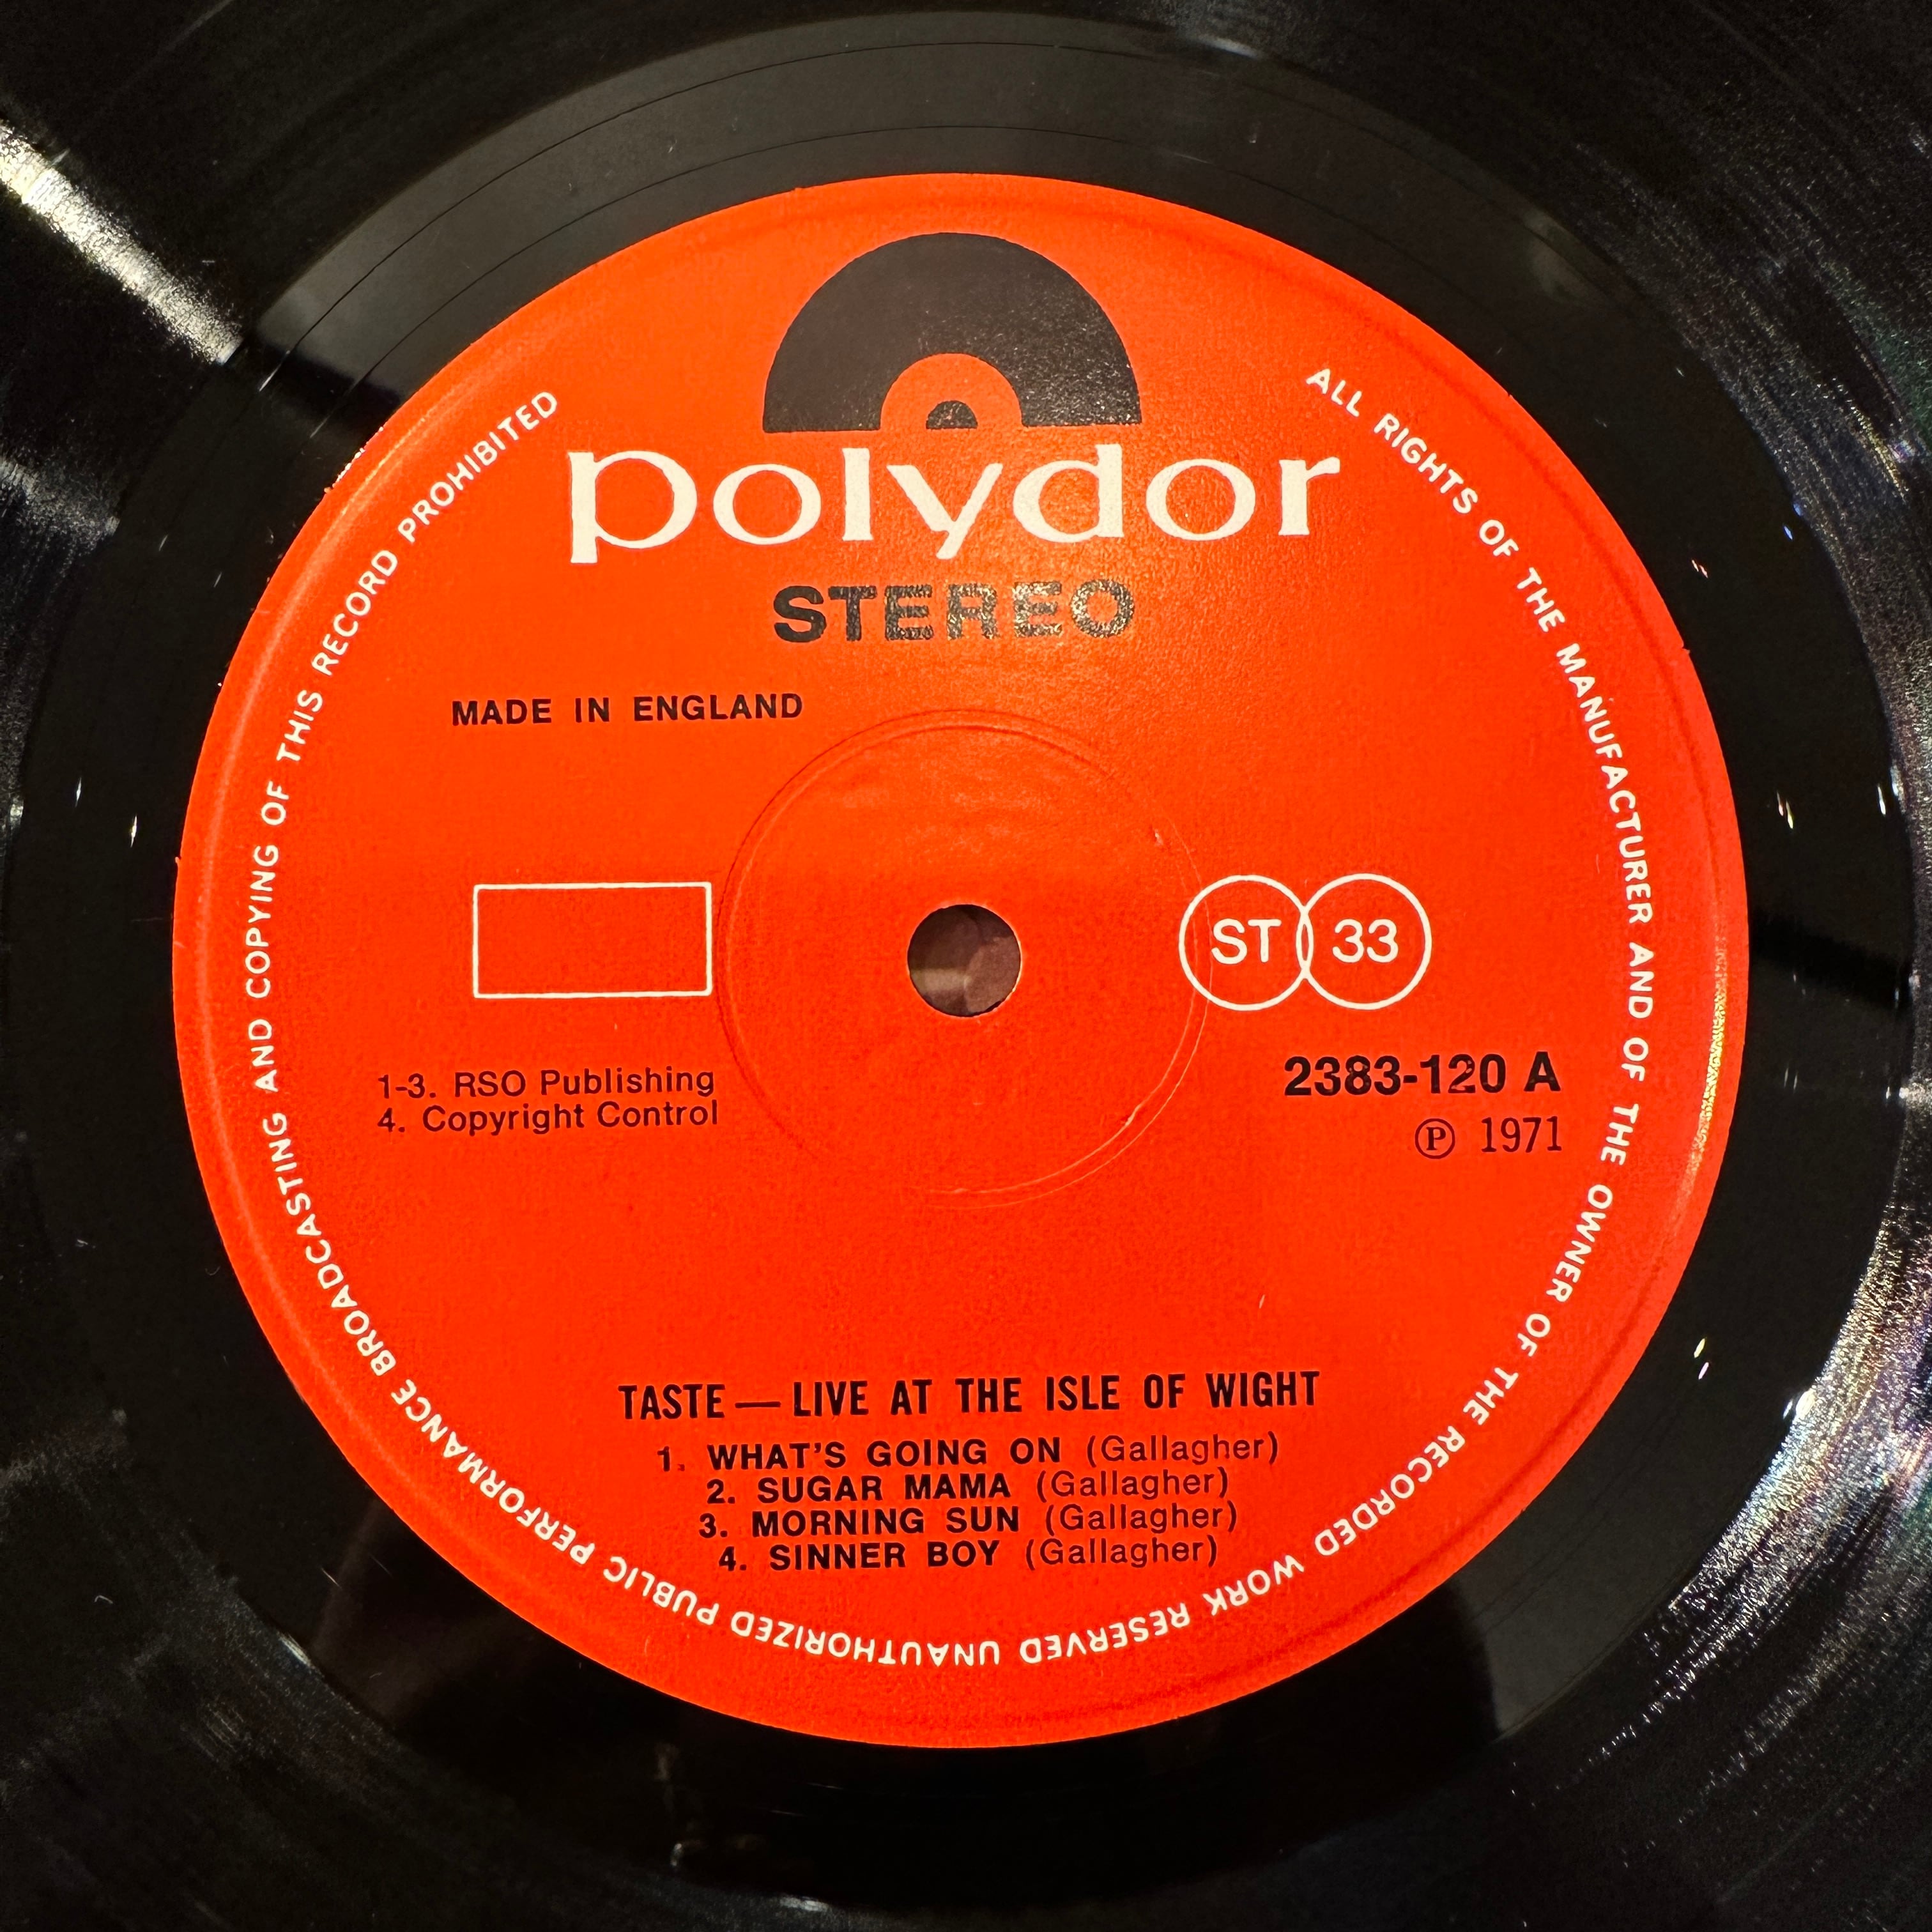 polydor
STEREO
MADE IN ENGLAND
ST 33
1-3. RSO Publishing
4. Copyright Control
2383-120 A
Ⓟ 1971
TASTE — LIVE AT THE ISLE OF WIGHT
1. WHAT'S GOING ON (Gallagher)
2. SUGAR MAMA (Gallagher)
3. MORNING SUN (Gallagher)
4. SINNER BOY (Gallagher)
ALL RIGHTS OF THE MANUFACTURER AND OF THE OWNER OF THE RECORDED WORK RESERVED UNAUTHORIZED PUBLIC PERFORMANCE BROADCASTING AND COPYING OF THIS RECORD PROHIBITED